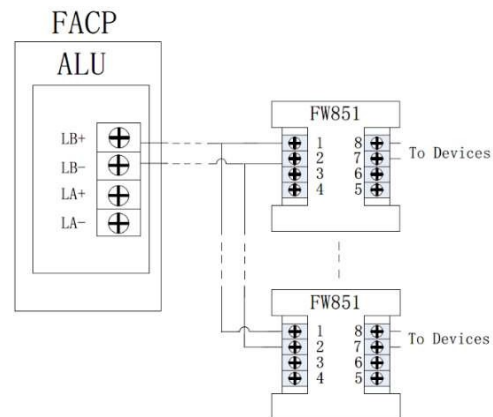 FACP
ALU
LB+
LB-
LA+
LA-
FW851
1 8
2 7
3 6
4 5
To Devices
FW851
1 8
2 7
3 6
4 5
To Devices